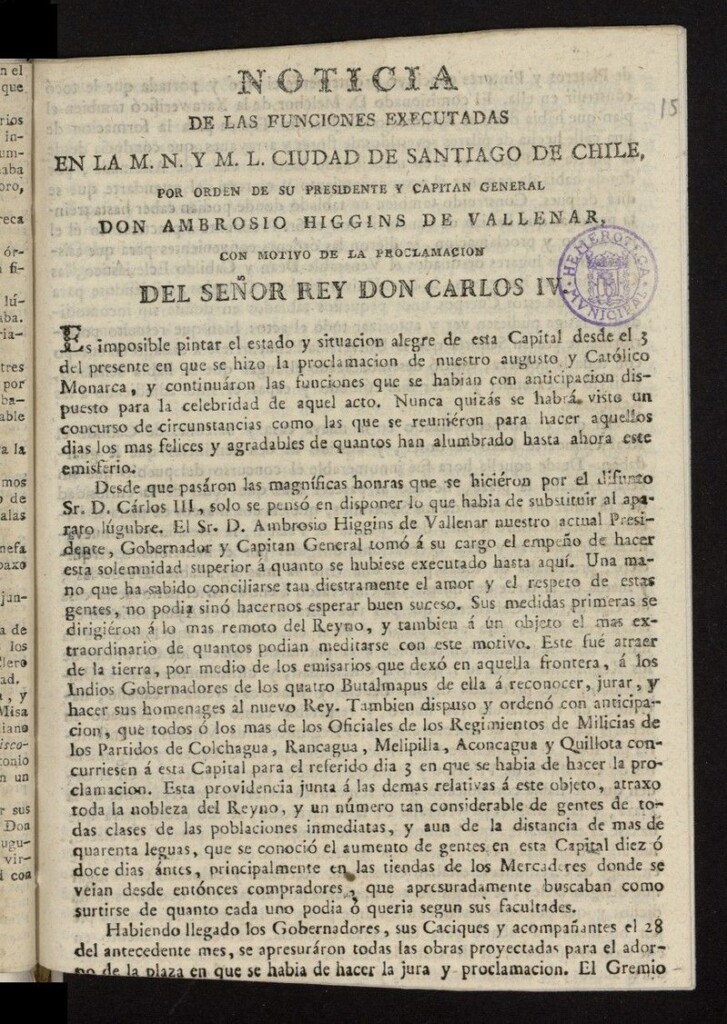 NOTICIA
DE LAS FUNCIONES EXECUTADAS
EN LA M. N. Y M. L. CIUDAD DE SANTIAGO DE CHILE,
POR ORDEN DE SU PRESIDENTE Y CAPITAN GENERAL
DON AMBROSIO HIGGINS DE VALLENAR,
CON MOTIVO DE LA PROCLAMACION
DEL SEÑOR REY DON CARLOS IV.
15
HEMEROTECA MVNICIPAL
Es imposible pintar el estado y situacion alegre de esta Capital desde el 3
del presente en que se hizo la proclamacion de nuestro augusto y Católico
Monarca, y continuáron las funciones que se habian con anticipacion dis-
puesto para la celebridad de aquel acto. Nunca quizás se habrá visto un
concurso de circunstancias como las que se reuniéron para hacer aquellos
dias los mas felices y agradables de quantos han alumbrado hasta ahora este
emisferio.
Desde que pasáron las magníficas honras que se hiciéron por el difunto
Sr. D. Cárlos III, solo se pensó en disponer lo que habia de substituir al apa-
rato lúgubre. El Sr. D. Ambrosio Higgins de Vallenar nuestro actual Presi-
dente, Gobernador y Capitan General tomó á su cargo el empeño de hacer
esta solemnidad superior á quanto se hubiese executado hasta aquí. Una ma-
no que ha sabido conciliarse tan diestramente el amor y el respeto de estas
gentes, no podia sinó hacernos esperar buen suceso. Sus medidas primeras se
dirigiéron á lo mas remoto del Reyno, y tambien á un objeto el mas ex-
traordinario de quantos podian meditarse con este motivo. Este fué atraer
de la tierra, por medio de los emisarios que dexó en aquella frontera, á los
Indios Gobernadores de los quatro Butalmapus de ella á reconocer, jurar, y
hacer sus homenages al nuevo Rey. Tambien dispuso y ordenó con anticipa-
cion, que todos ó los mas de los Oficiales de los Regimientos de Milicias de
los Partidos de Colchagua, Rancagua, Melipilla, Aconcagua y Quillota con-
curriesen á esta Capital para el referido dia 3 en que se habia de hacer la pro-
clamacion. Esta providencia junta á las demas relativas á este objeto, atraxo
toda la nobleza del Reyno, y un número tan considerable de gentes de to-
das clases de las poblaciones inmediatas, y aun de la distancia de mas de
quarenta leguas, que se conoció el aumento de gentes en esta Capital diez ó
doce dias ántes, principalmente en las tiendas de los Mercaderes donde se
veian desde entónces compradores, que apresuradamente buscaban como
surtirse de quanto cada uno podia ó queria segun sus facultades.
Habiendo llegado los Gobernadores, sus Caciques y acompañantes el 28
del antecedente mes, se apresuráron todas las obras proyectadas para el ador-
no de la plaza en que se habia de hacer la jura y proclamacion. El Gremio